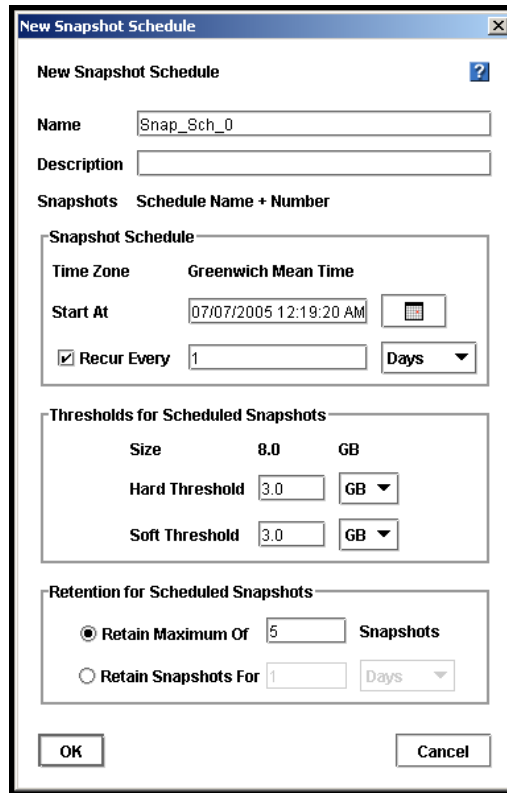 New Snapshot Schedule
New Snapshot Schedule
Name Snap_Sch_0
Description
Snapshots Schedule Name + Number
Snapshot Schedule
Time Zone Greenwich Mean Time
Start At 07/07/2005 12:19:20 AM
Recur Every 1 Days
Thresholds for Scheduled Snapshots
Size 8.0 GB
Hard Threshold 3.0 GB
Soft Threshold 3.0 GB
Retention for Scheduled Snapshots
Retain Maximum Of 5 Snapshots
Retain Snapshots For 1 Days
OK Cancel